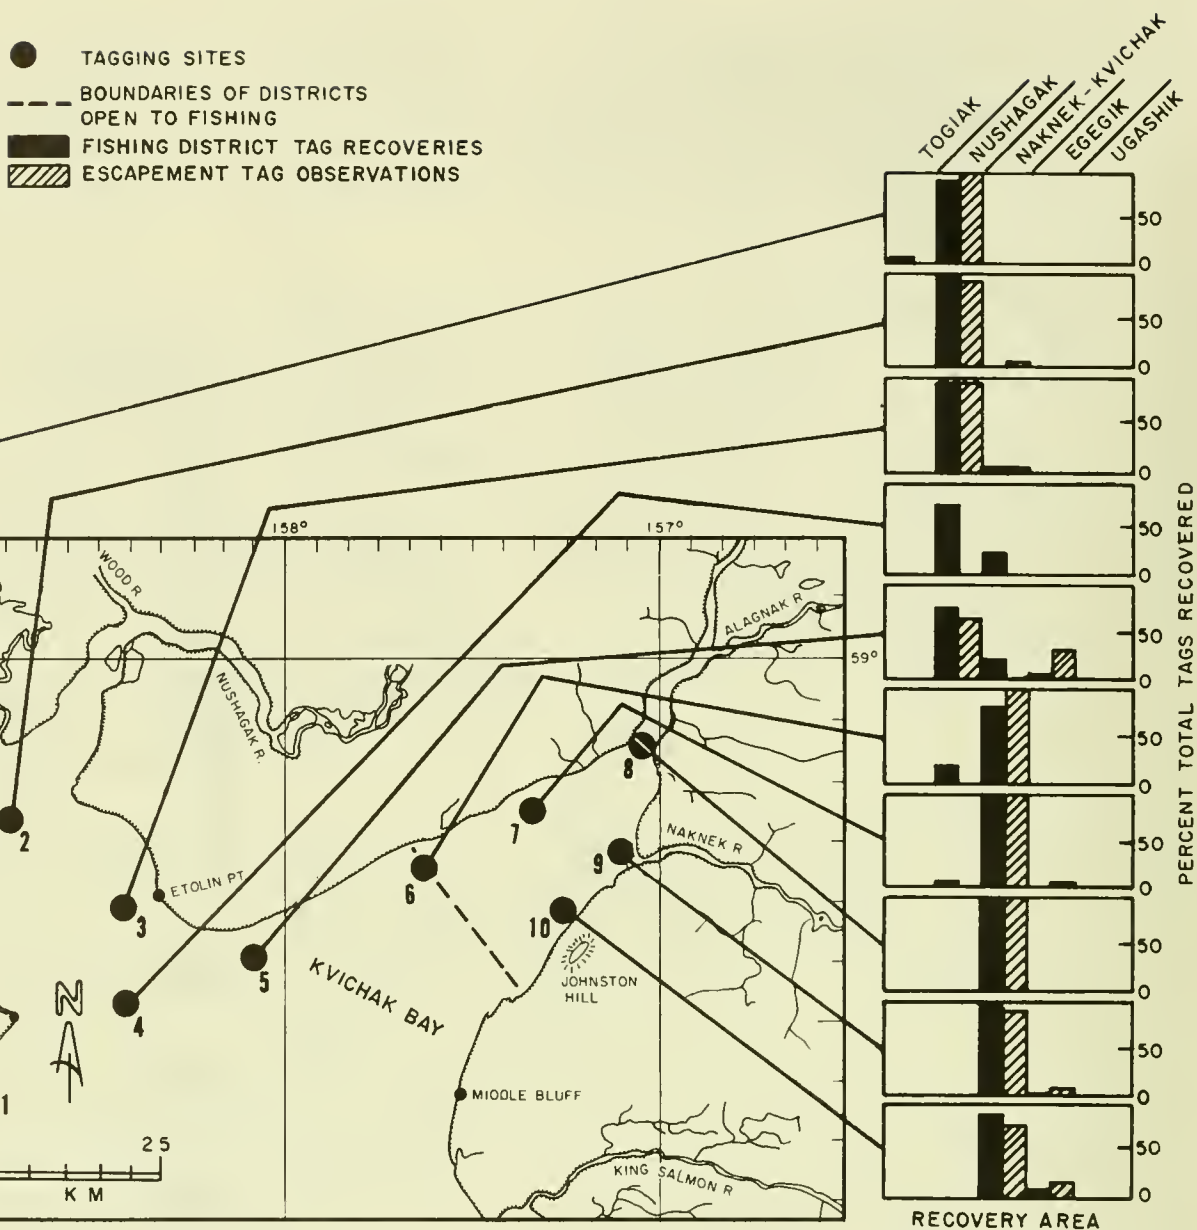 TAGGING SITES
BOUNDARIES OF DISTRICTS
OPEN TO FISHING
FISHING DISTRICT TAG RECOVERIES
ESCAPEMENT TAG OBSERVATIONS
TOGIAK
NUSHAGAK
NAKNEK-KVICHAK
EGEGIK
UGASHIK
50
0
50
0
50
0
50
0
50
0
50
0
50
0
50
0
50
0
50
0
PERCENT TOTAL TAGS RECOVERED
RECOVERY AREA
158°
157°
59°
WOOD R
NUSHAGAK R.
ALAGNAK R
NAKNEK R
ETOLIN PT
KVICHAK BAY
JOHNSTON
HILL
MIDDLE BLUFF
KING SALMON R
2
3
4
5
6
7
8
9
10
1
N
25
KM